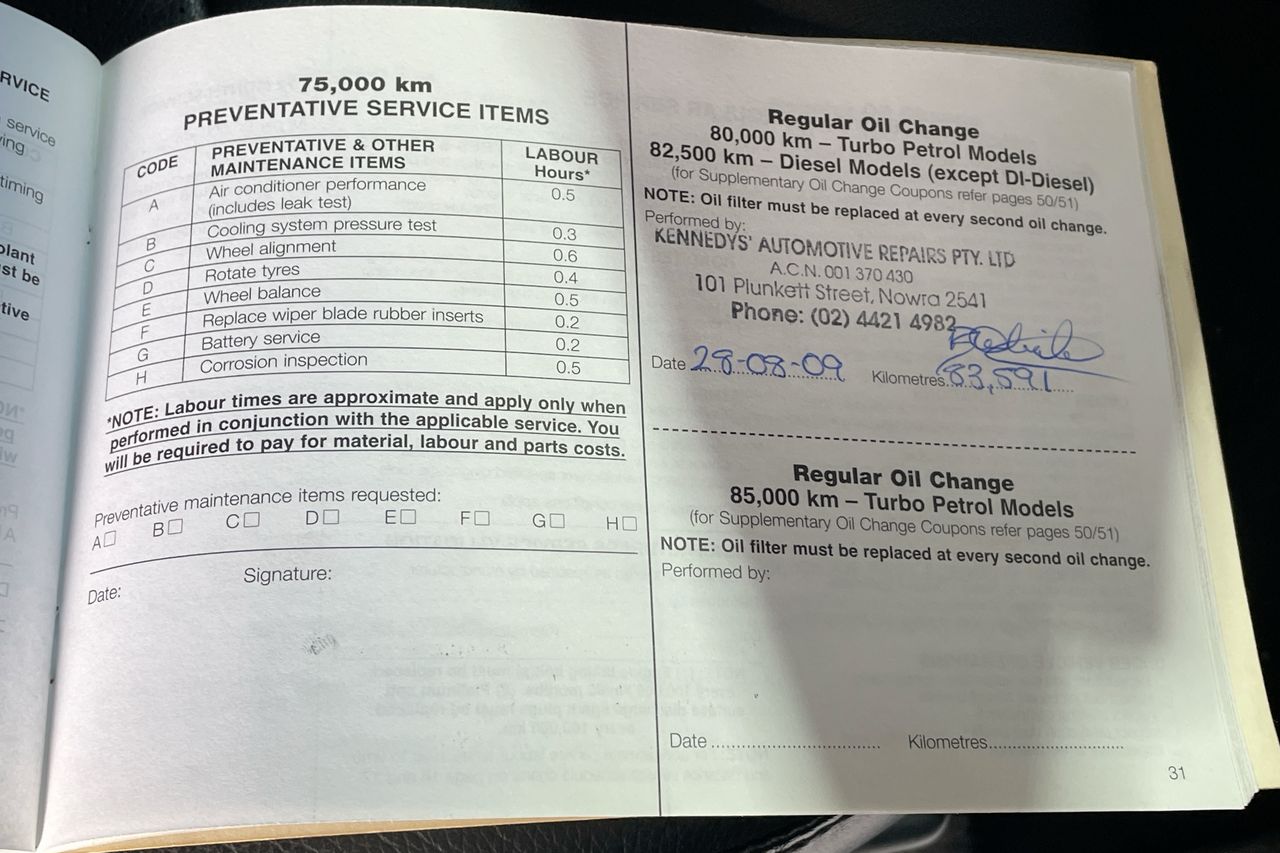 RVICE
service
ving
timing
plant
st be
tive
75,000 km
PREVENTATIVE SERVICE ITEMS
CODE PREVENTATIVE & OTHER MAINTENANCE ITEMS LABOUR Hours*
A Air conditioner performance (includes leak test) 0.5
B Cooling system pressure test 0.3
C Wheel alignment 0.6
D Rotate tyres 0.4
E Wheel balance 0.5
F Replace wiper blade rubber inserts 0.2
G Battery service 0.2
H Corrosion inspection 0.5
*NOTE: Labour times are approximate and apply only when
performed in conjunction with the applicable service. You
will be required to pay for material, labour and parts costs.
Preventative maintenance items requested:
A☐ B☐ C☐ D☐ E☐ F☐ G☐ H☐
Date: Signature:
Regular Oil Change
80,000 km – Turbo Petrol Models
82,500 km – Diesel Models (except DI-Diesel)
(for Supplementary Oil Change Coupons refer pages 50/51)
NOTE: Oil filter must be replaced at every second oil change.
Performed by:
KENNEDYS' AUTOMOTIVE REPAIRS PTY. LTD
A.C.N. 001 370 430
101 Plunkett Street, Nowra 2541
Phone: (02) 4421 4982
Date 28-08-09 Kilometres 83,591
Regular Oil Change
85,000 km – Turbo Petrol Models
(for Supplementary Oil Change Coupons refer pages 50/51)
NOTE: Oil filter must be replaced at every second oil change.
Performed by:
Date Kilometres
31